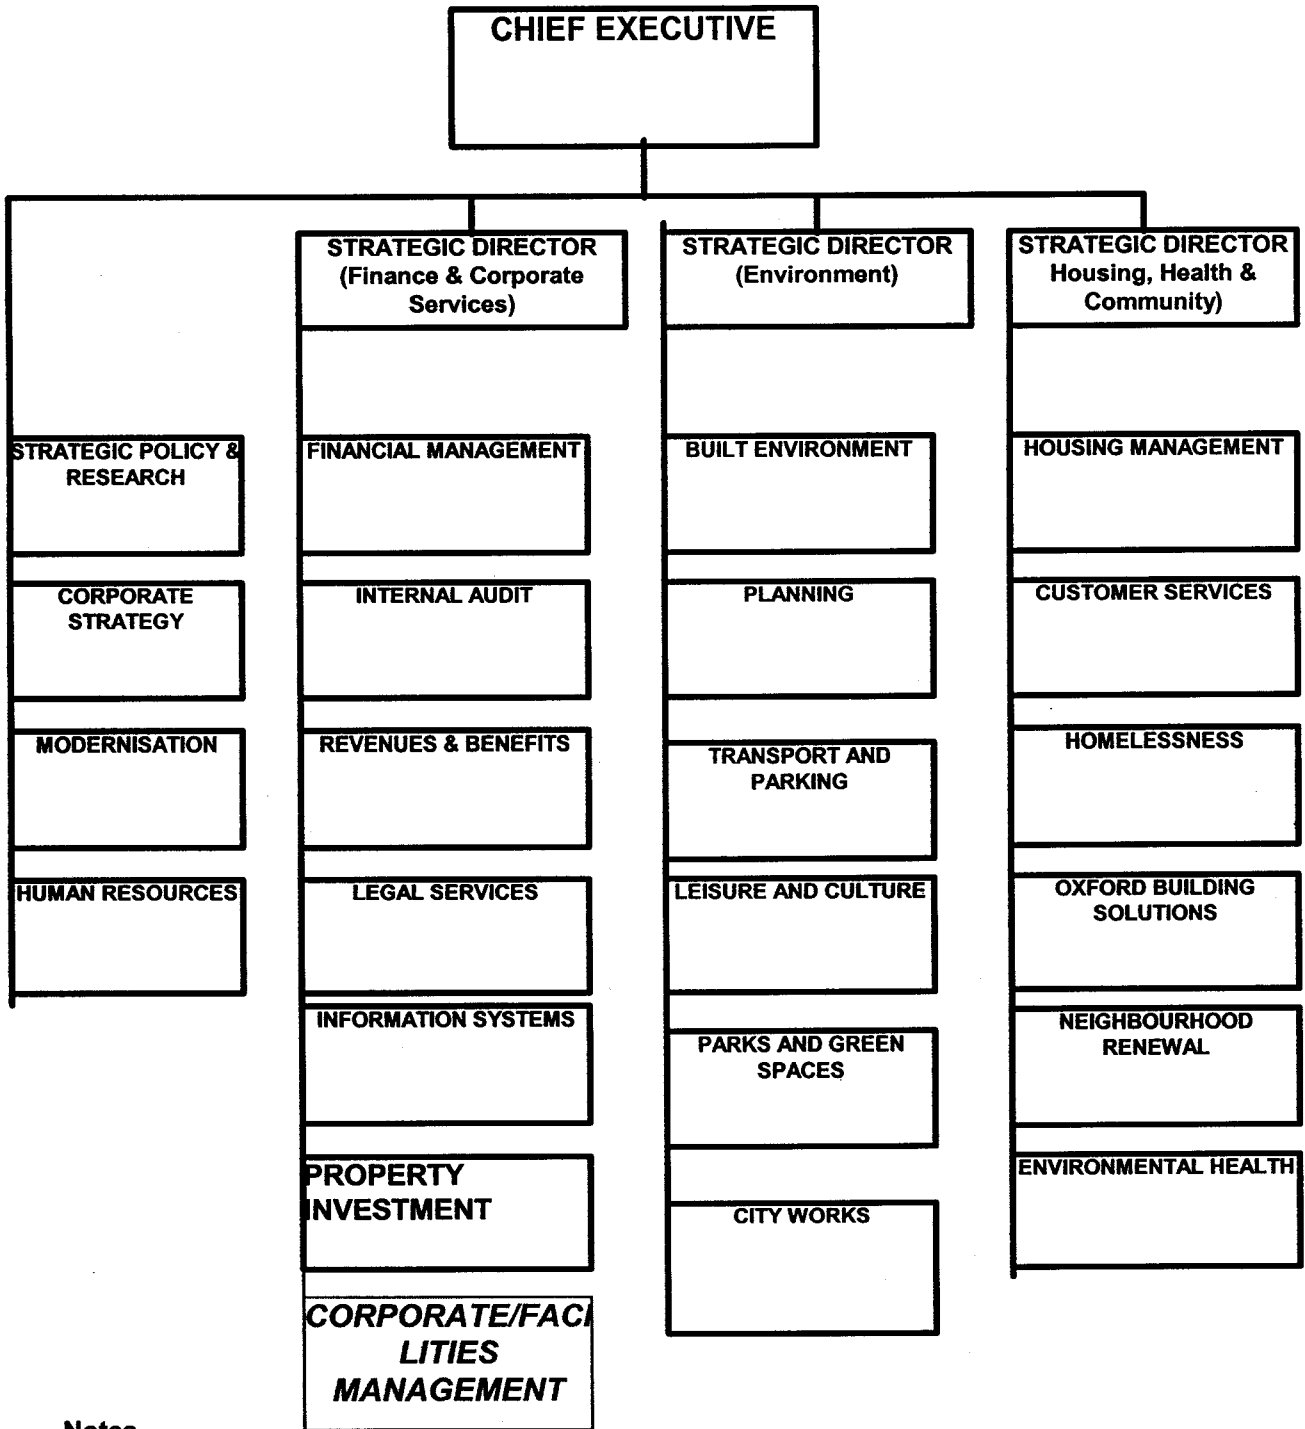 CHIEF EXECUTIVE
STRATEGIC DIRECTOR
(Finance & Corporate
Services)
STRATEGIC DIRECTOR
(Environment)
STRATEGIC DIRECTOR
Housing, Health &
Community)
STRATEGIC POLICY &
RESEARCH
CORPORATE
STRATEGY
MODERNISATION
HUMAN RESOURCES
FINANCIAL MANAGEMENT
INTERNAL AUDIT
REVENUES & BENEFITS
LEGAL SERVICES
INFORMATION SYSTEMS
PROPERTY
INVESTMENT
CORPORATE/FACI
LITIES
MANAGEMENT
BUILT ENVIRONMENT
PLANNING
TRANSPORT AND
PARKING
LEISURE AND CULTURE
PARKS AND GREEN
SPACES
CITY WORKS
HOUSING MANAGEMENT
CUSTOMER SERVICES
HOMELESSNESS
OXFORD BUILDING
SOLUTIONS
NEIGHBOURHOOD
RENEWAL
ENVIRONMENTAL HEALTH
Notes